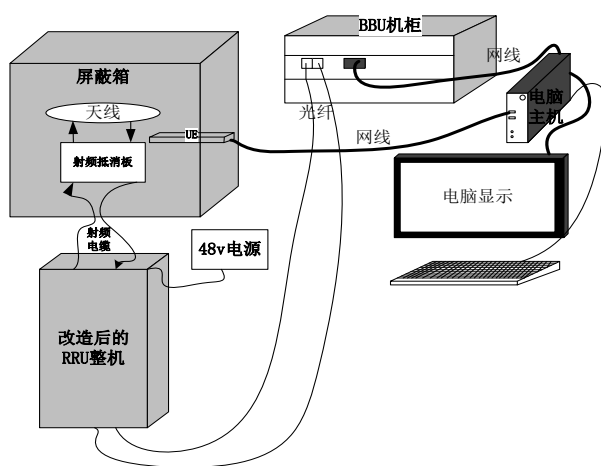 BBU机柜
网线
屏蔽箱
天线
光纤
电脑
主机
UE
网线
射频抵消板
电脑显示
射频
电缆
48v电源
改造后的
RRU整机